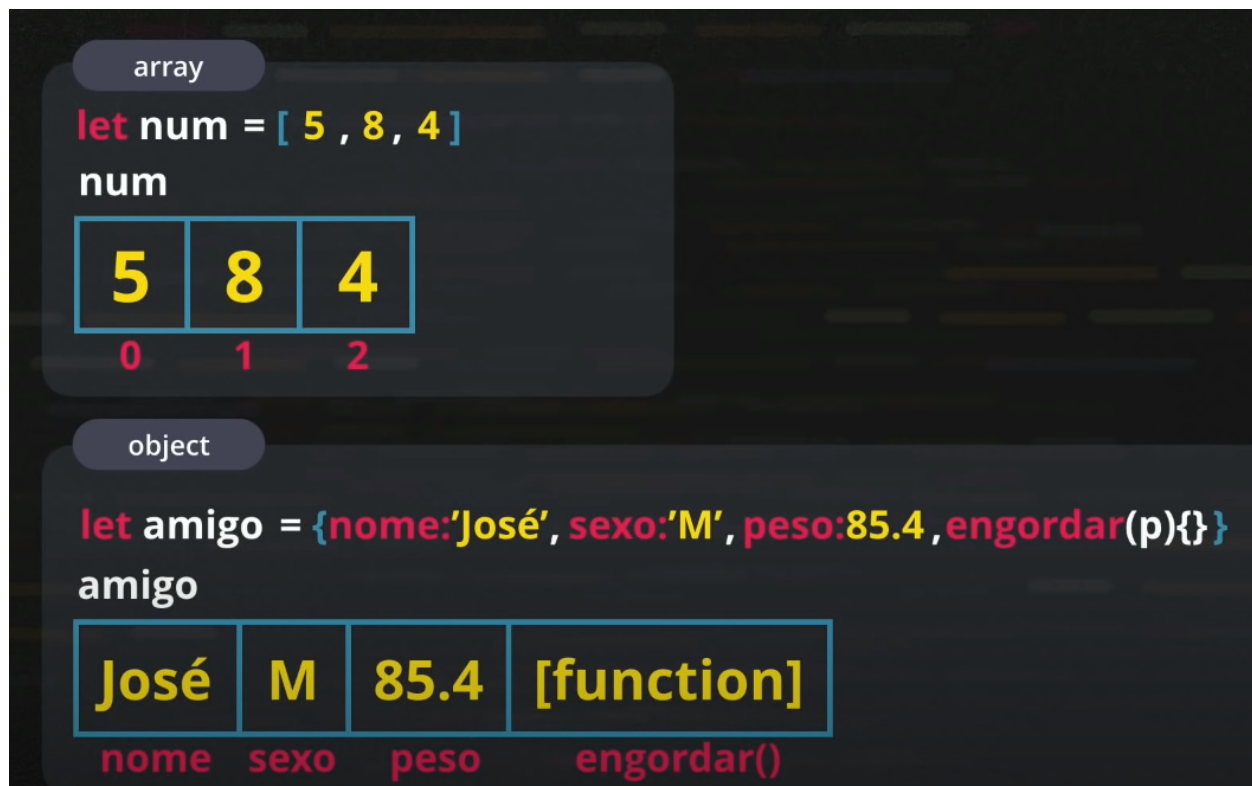 array
let num = [ 5 , 8, 4 ]
num
5 8 4
0 1 2
object
let amigo = {nome:’José’, sexo:’M’, peso:85.4 ,engordar(p){} }
amigo
José M 85.4 [function]
nome sexo peso engordar()